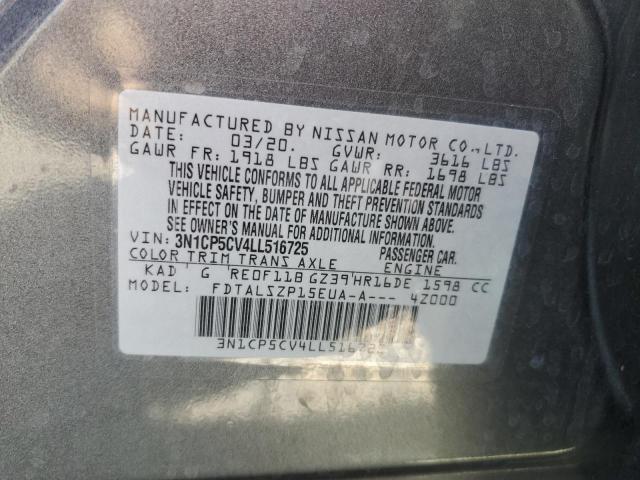 MANUFACTURED BY NISSAN MOTOR CO.,LTD.
DATE: 03/20. GVWR: 3616 LBS
GAWR FR: 1918 LBS GAWR RR: 1698 LBS
THIS VEHICLE CONFORMS TO ALL APPLICABLE FEDERAL MOTOR
VEHICLE SAFETY, BUMPER AND THEFT PREVENTION STANDARDS
IN EFFECT ON THE DATE OF MANUFACTURE SHOWN ABOVE.
SEE OWNER'S MANUAL FOR ADDITIONAL INFORMATION.
VIN: 3N1CP5CV4LL516725 PASSENGER CAR.
COLOR TRIM TRANS AXLE ENGINE
KAD G RE0F11B GZ39 HR16DE 1598 CC
MODEL: FDTALSZP15EUA-A--- 4Z000
3N1CP5CV4LL516725